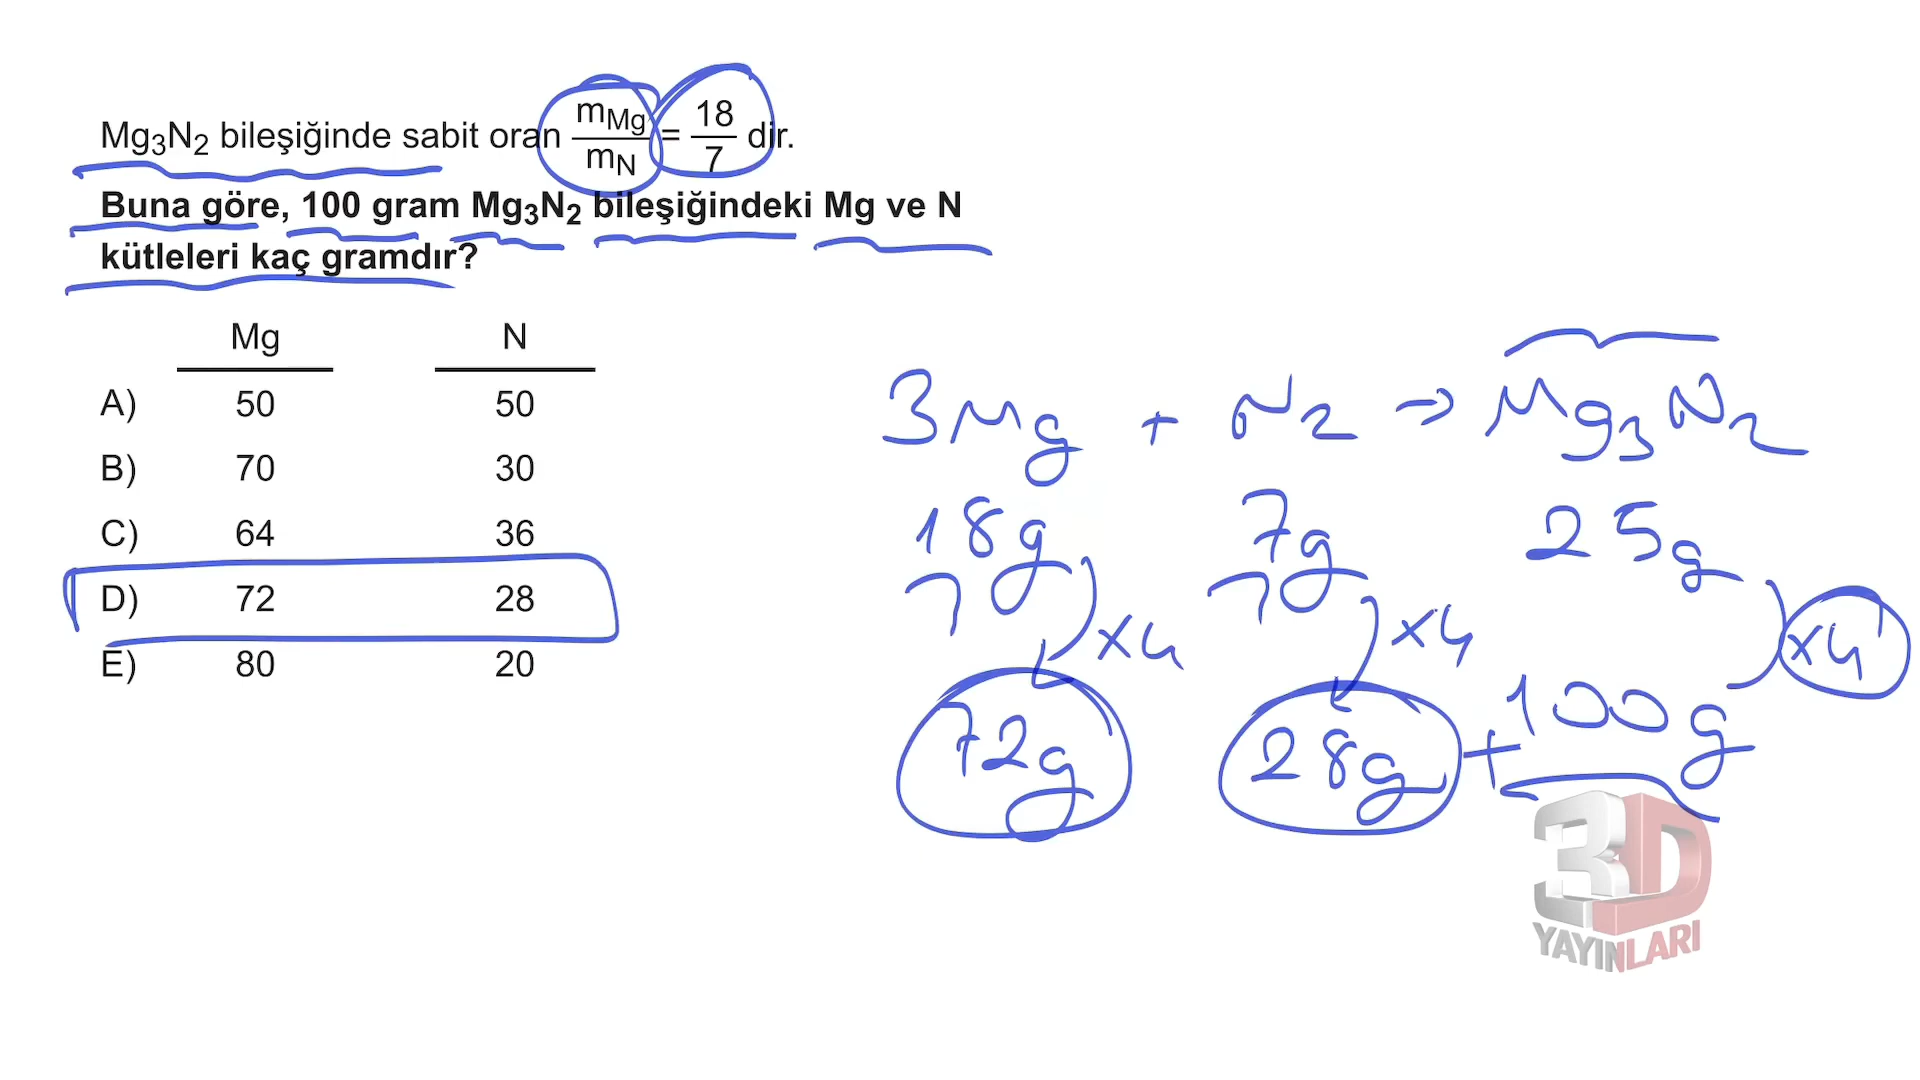 Mg3N2 bileşiğinde sabit oran mMg/mN = 18/7 dir.
Buna göre, 100 gram Mg3N2 bileşiğindeki Mg ve N
kütleleri kaç gramdır?
Mg N
A) 50 50
B) 70 30
C) 64 36
D) 72 28
E) 80 20
3Mg + N2 → Mg3N2
18g 7g 25g
x4 x4 x4
72g 28g + 100g
3D
YAYINLARI